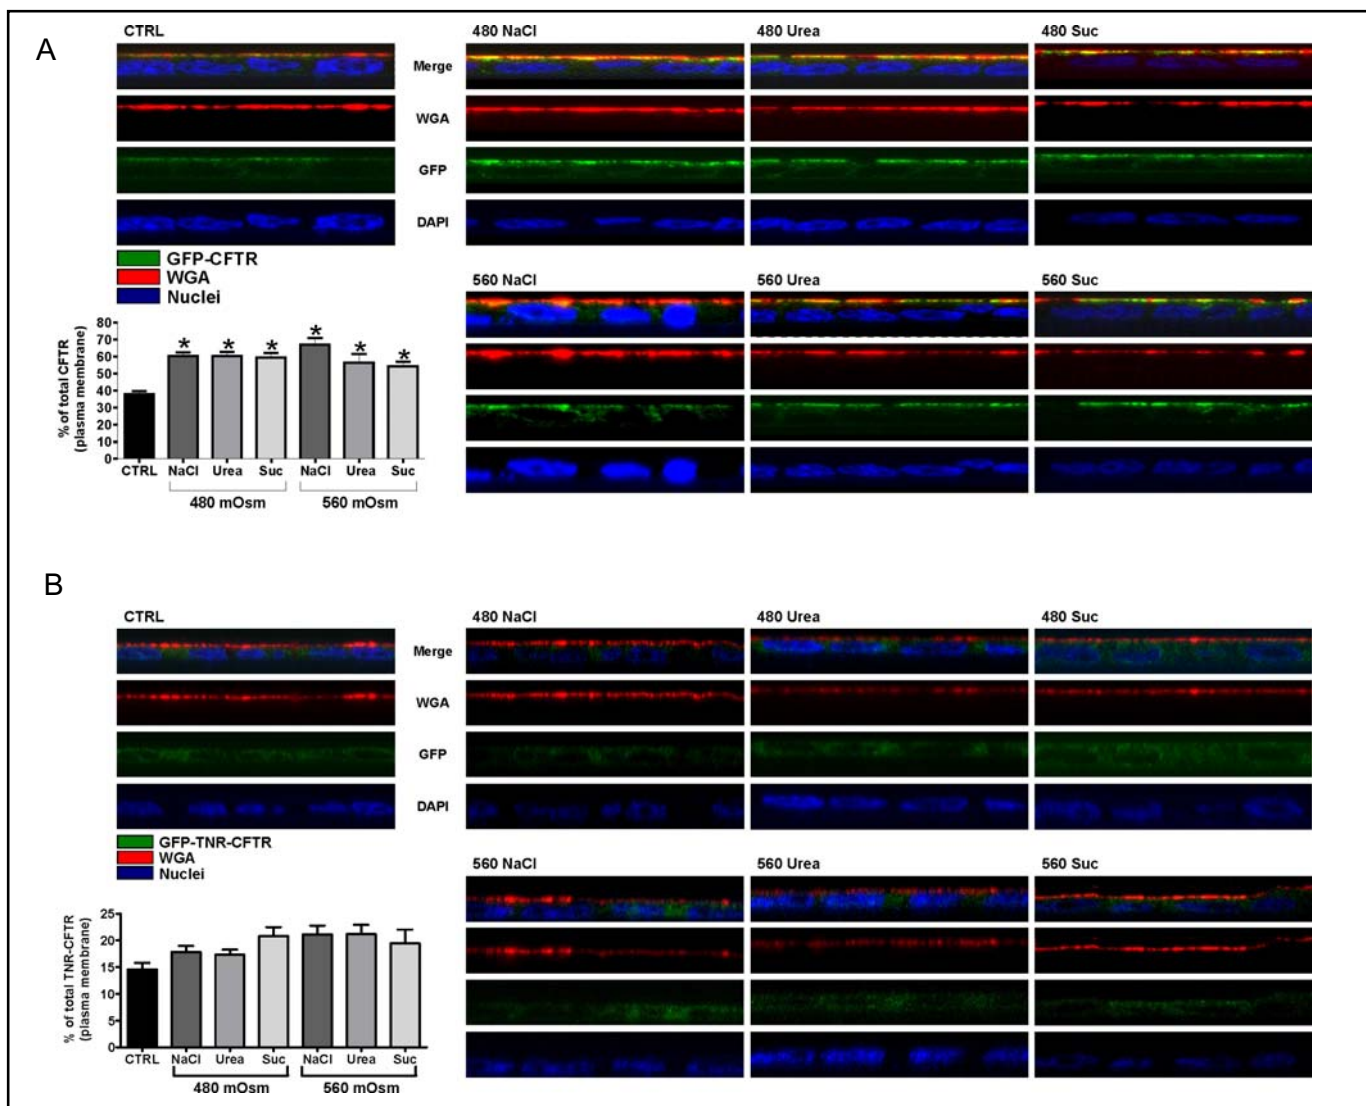 A
CTRL
480 NaCl
480 Urea
480 Suc
Merge
WGA
GFP
DAPI
GFP-CFTR
WGA
Nuclei
560 NaCl
560 Urea
560 Suc
% of total CFTR
(plasma membrane)
80
70
60
50
40
30
20
10
0
* * * * * *
CTRL NaCl Urea Suc NaCl Urea Suc
480 mOsm 560 mOsm
B
CTRL
480 NaCl
480 Urea
480 Suc
Merge
WGA
GFP
DAPI
GFP-TNR-CFTR
WGA
Nuclei
560 NaCl
560 Urea
560 Suc
% of total TNR-CFTR
(plasma membrane)
25
20
15
10
5
0
CTRL NaCl Urea Suc NaCl Urea Suc
480 mOsm 560 mOsm